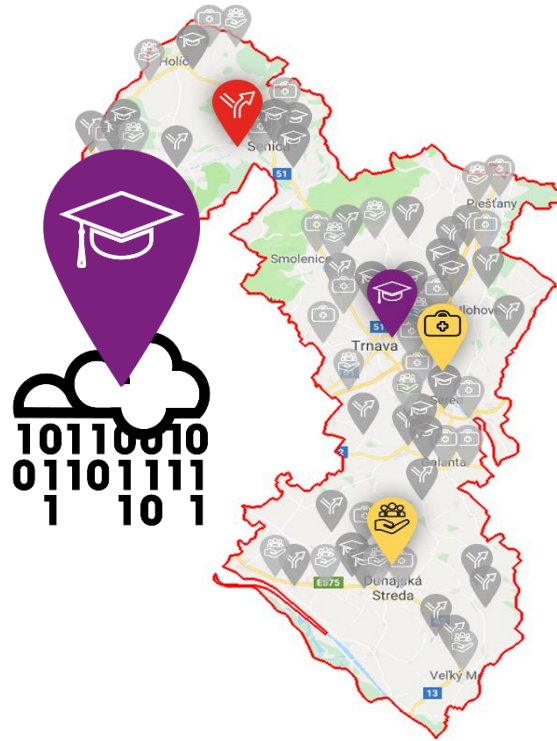 Holíč
Senica
51
Piešťany
Smolenice
Hlohovec
51
Trnava
Sereď
Galanta
10110010
01101111
1 10 1
E575
Dunajská
Streda
Veľký M
13